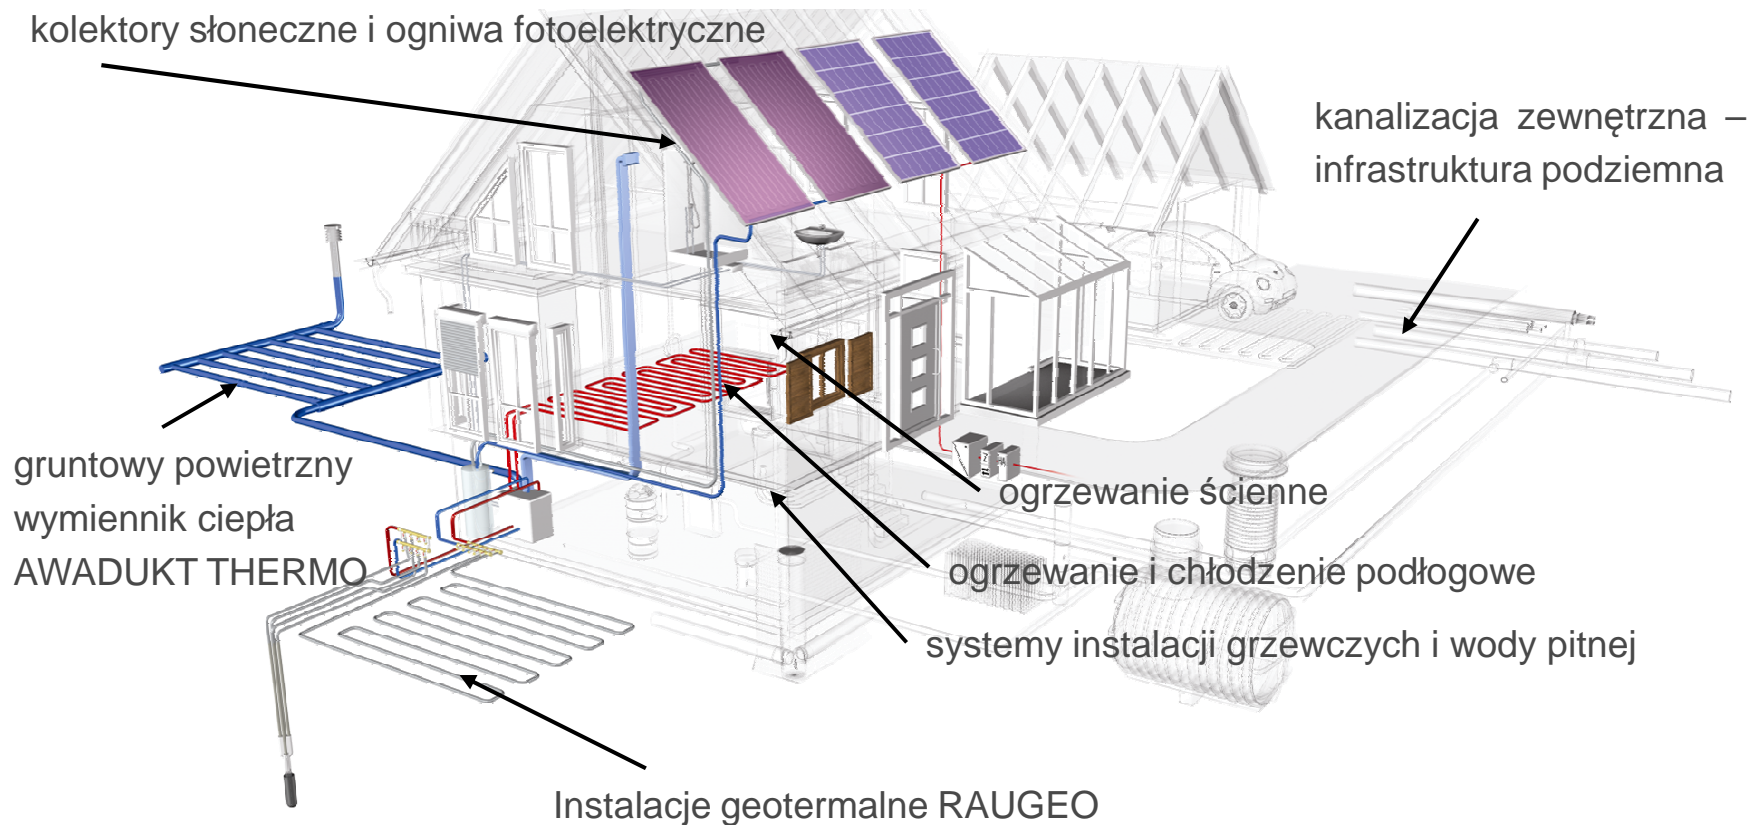 kolektory słoneczne i ogniwa fotoelektryczne
kanalizacja zewnętrzna –
infrastruktura podziemna
gruntowy powietrzny
wymiennik ciepła
AWADUKT THERMO
ogrzewanie ścienne
ogrzewanie i chłodzenie podłogowe
systemy instalacji grzewczych i wody pitnej
Instalacje geotermalne RAUGEO